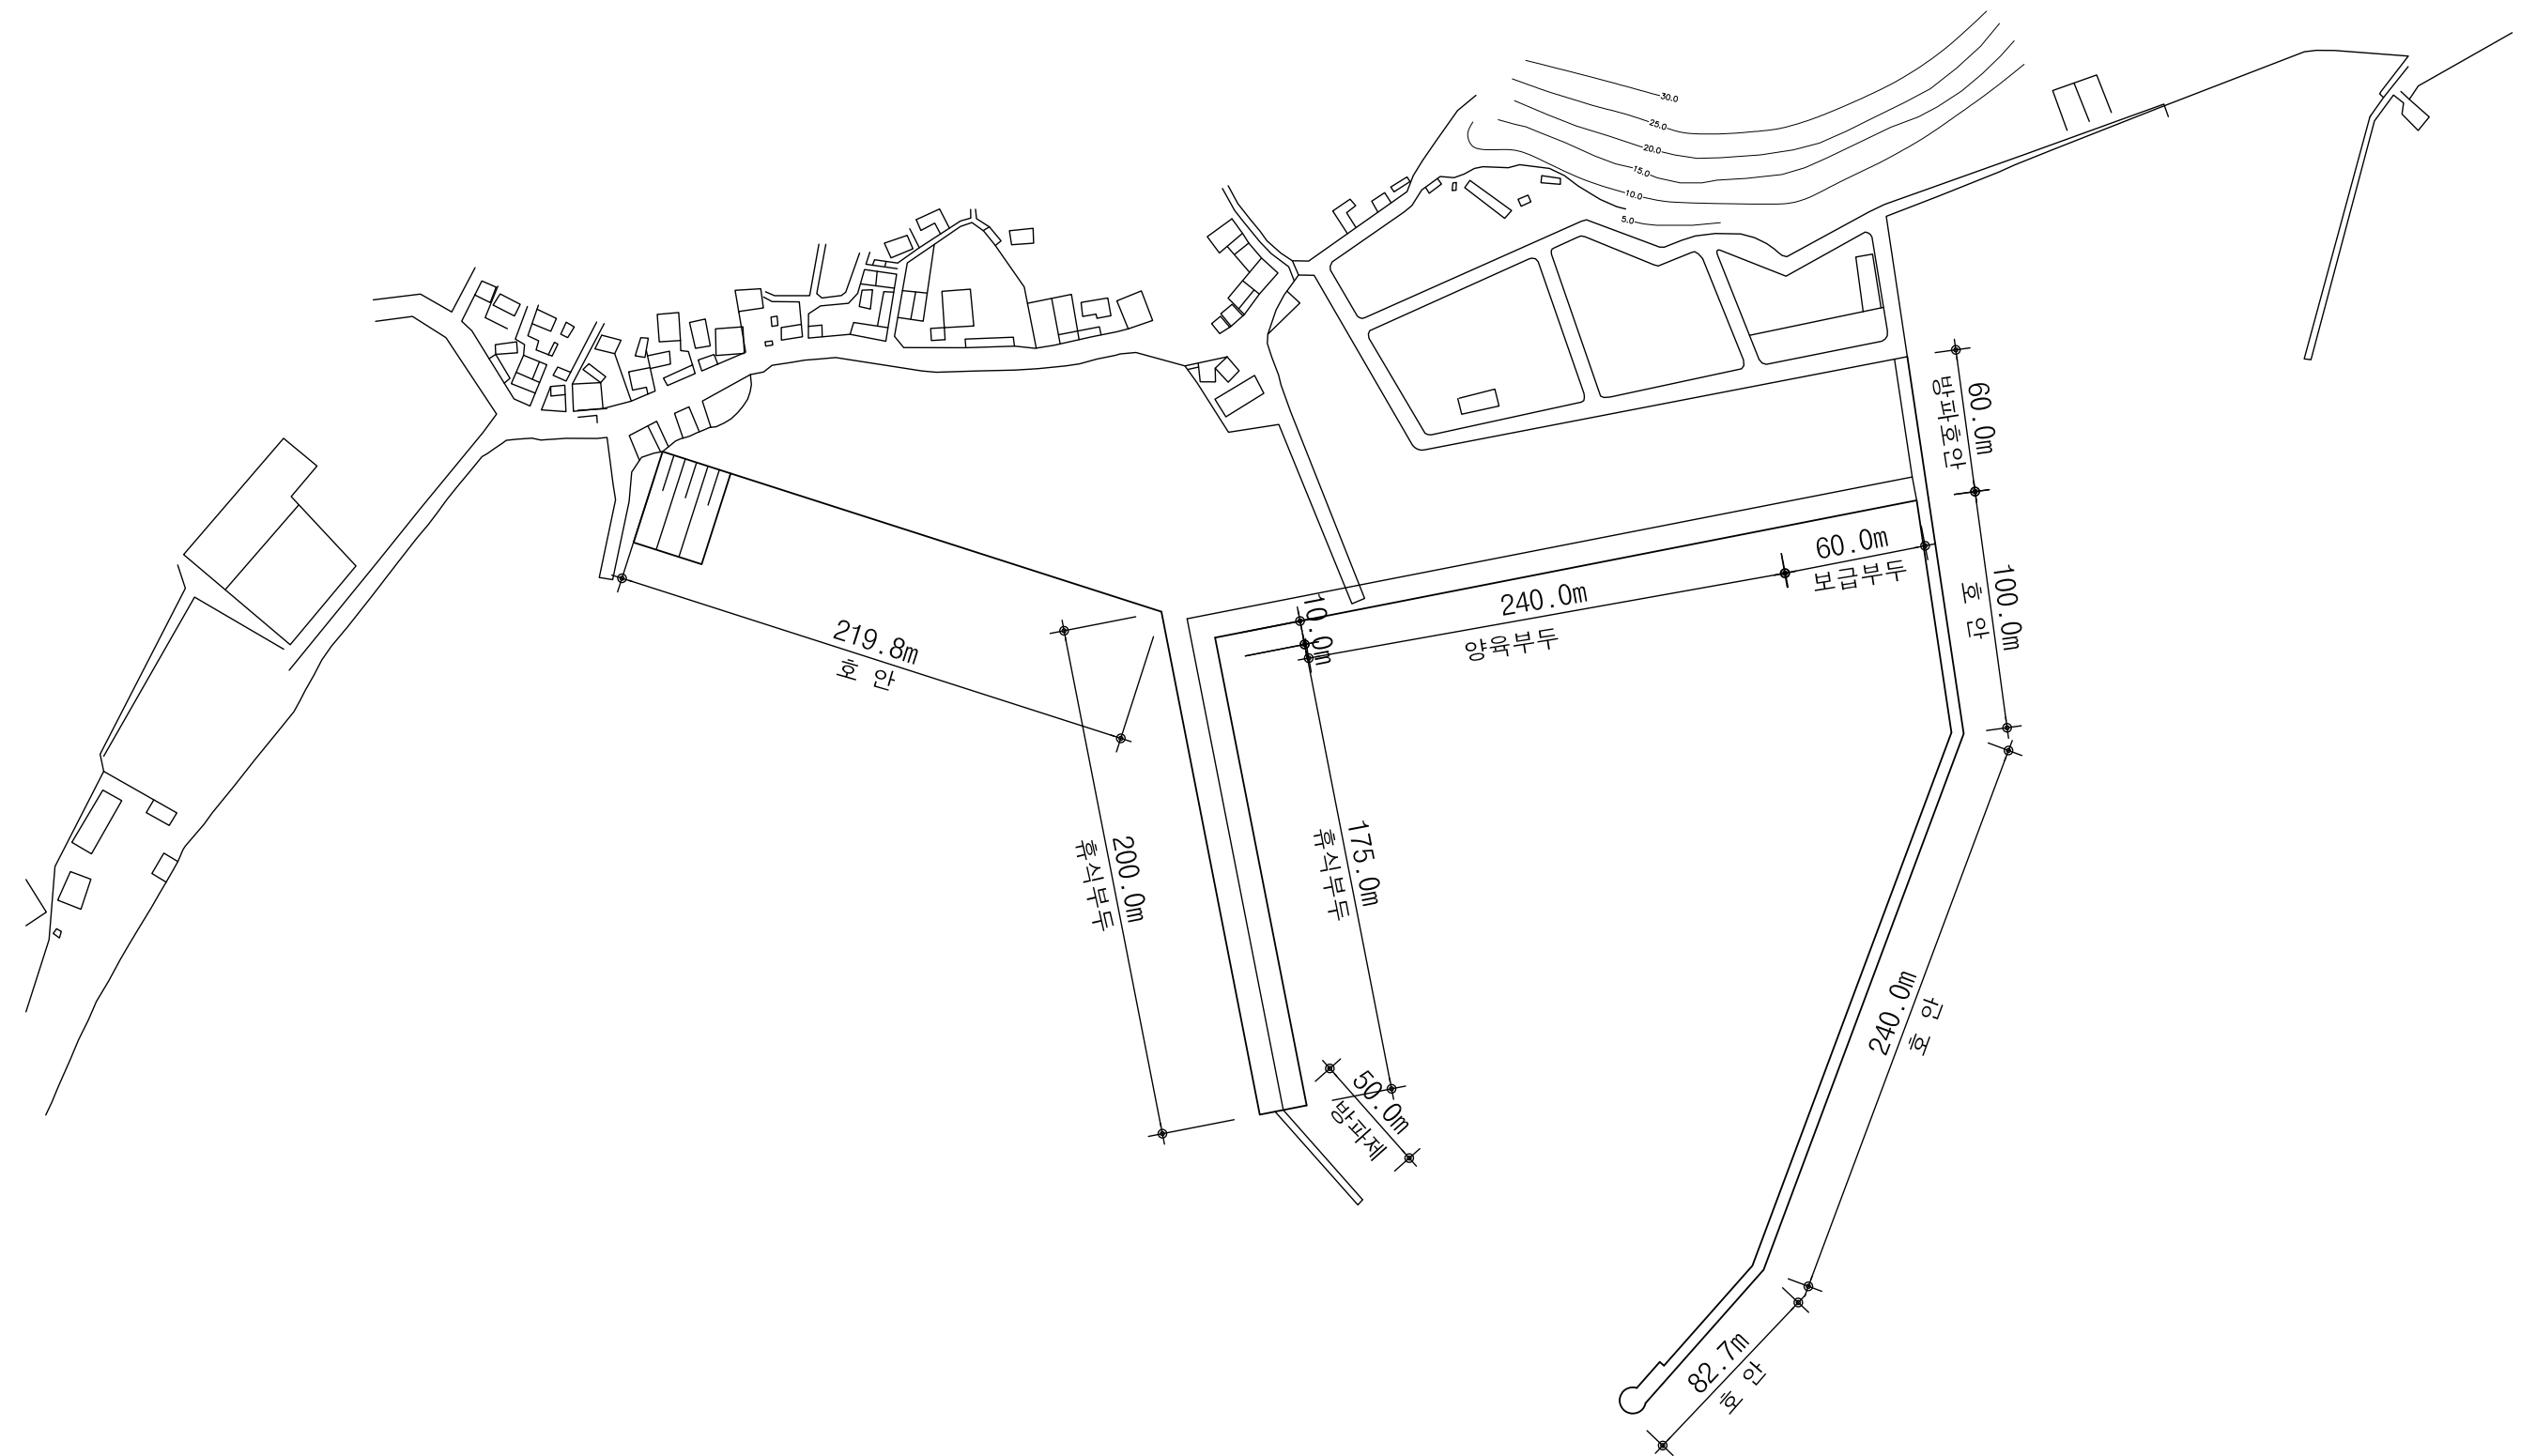 30.0
25.0
20.0
15.0
10.0
5.0
60.0m
방파호안
100.0m
호 안
60.0m
보급부두
240.0m
양육부두
10.0m
219.8m
호 안
200.0m
휴식부두
175.0m
휴식부두
50.0m
방파제
240.0m
호 안
82.7m
호 안